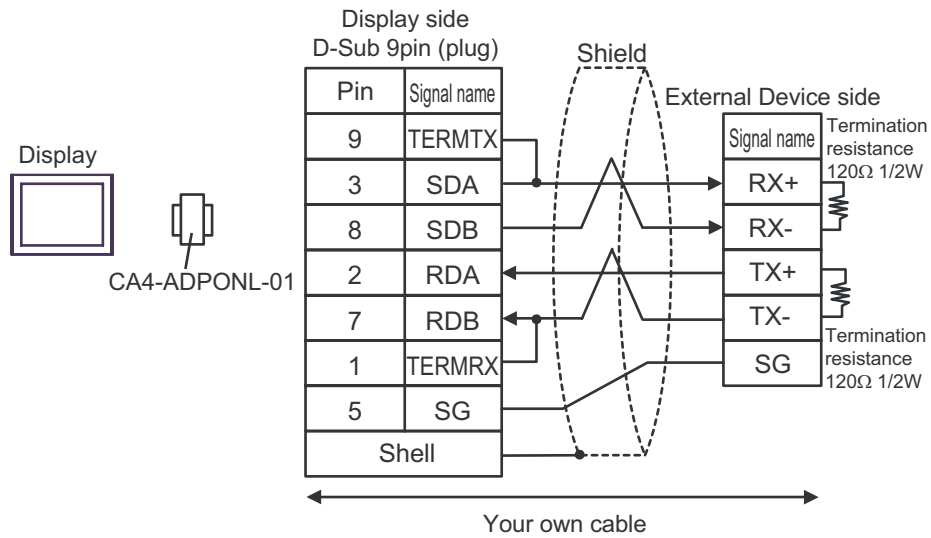 Display side
D-Sub 9pin (plug)
Shield
Pin Signal name
External Device side
9 TERMTX
Signal name
Termination
resistance
120Ω 1/2W
Display
3 SDA
RX+
8 SDB
RX-
CA4-ADPONL-01
2 RDA
TX+
7 RDB
TX-
Termination
resistance
120Ω 1/2W
1 TERMRX
SG
5 SG
Shell
Your own cable